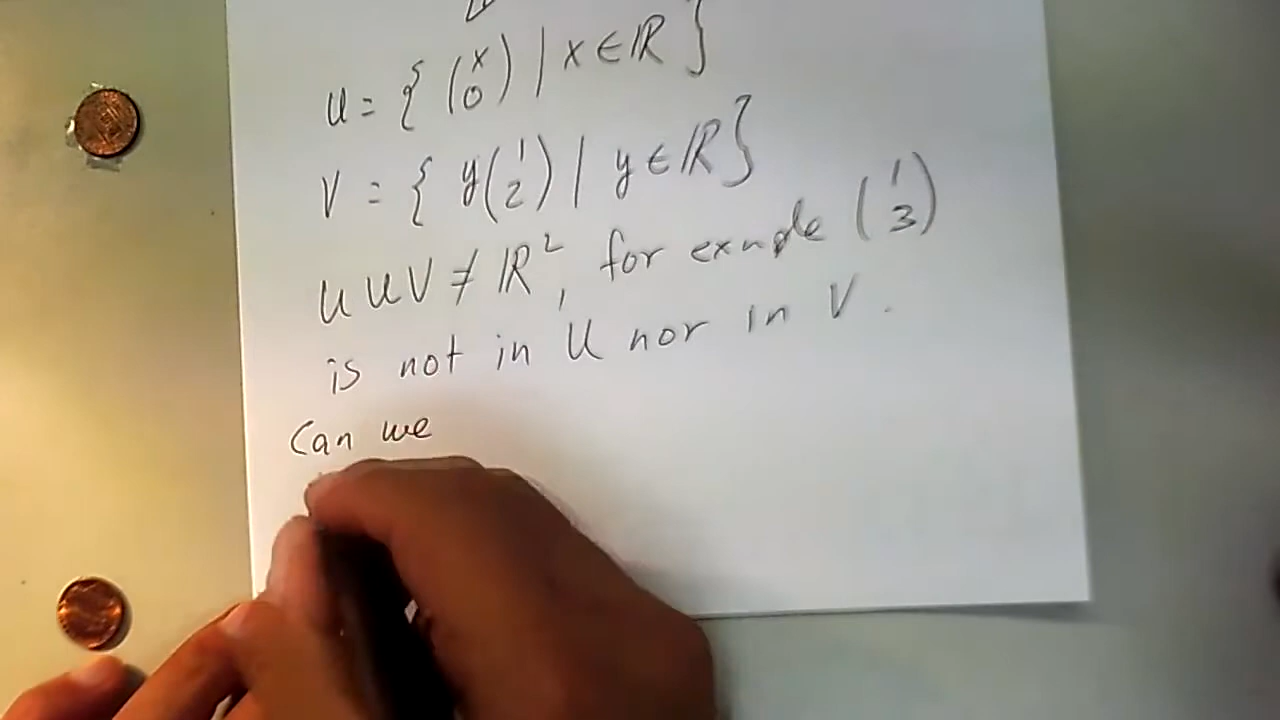 U = { (x 0) | x ∈ ℝ }
V = { y(1 2) | y ∈ ℝ }
U ∪ V ≠ ℝ², for exmple (1 3)
is not in U nor in V.
Can we